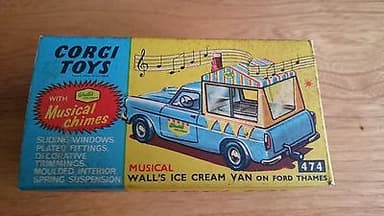 CORGI
TOYS
WITH
Wall's
Musical
chimes
SLIDING WINDOWS
PLATED FITTINGS
DECORATIVE
TRIMMINGS,
MOULDED INTERIOR
SPRING SUSPENSION
MUSICAL
WALL'S ICE CREAM VAN ON FORD THAMES
474